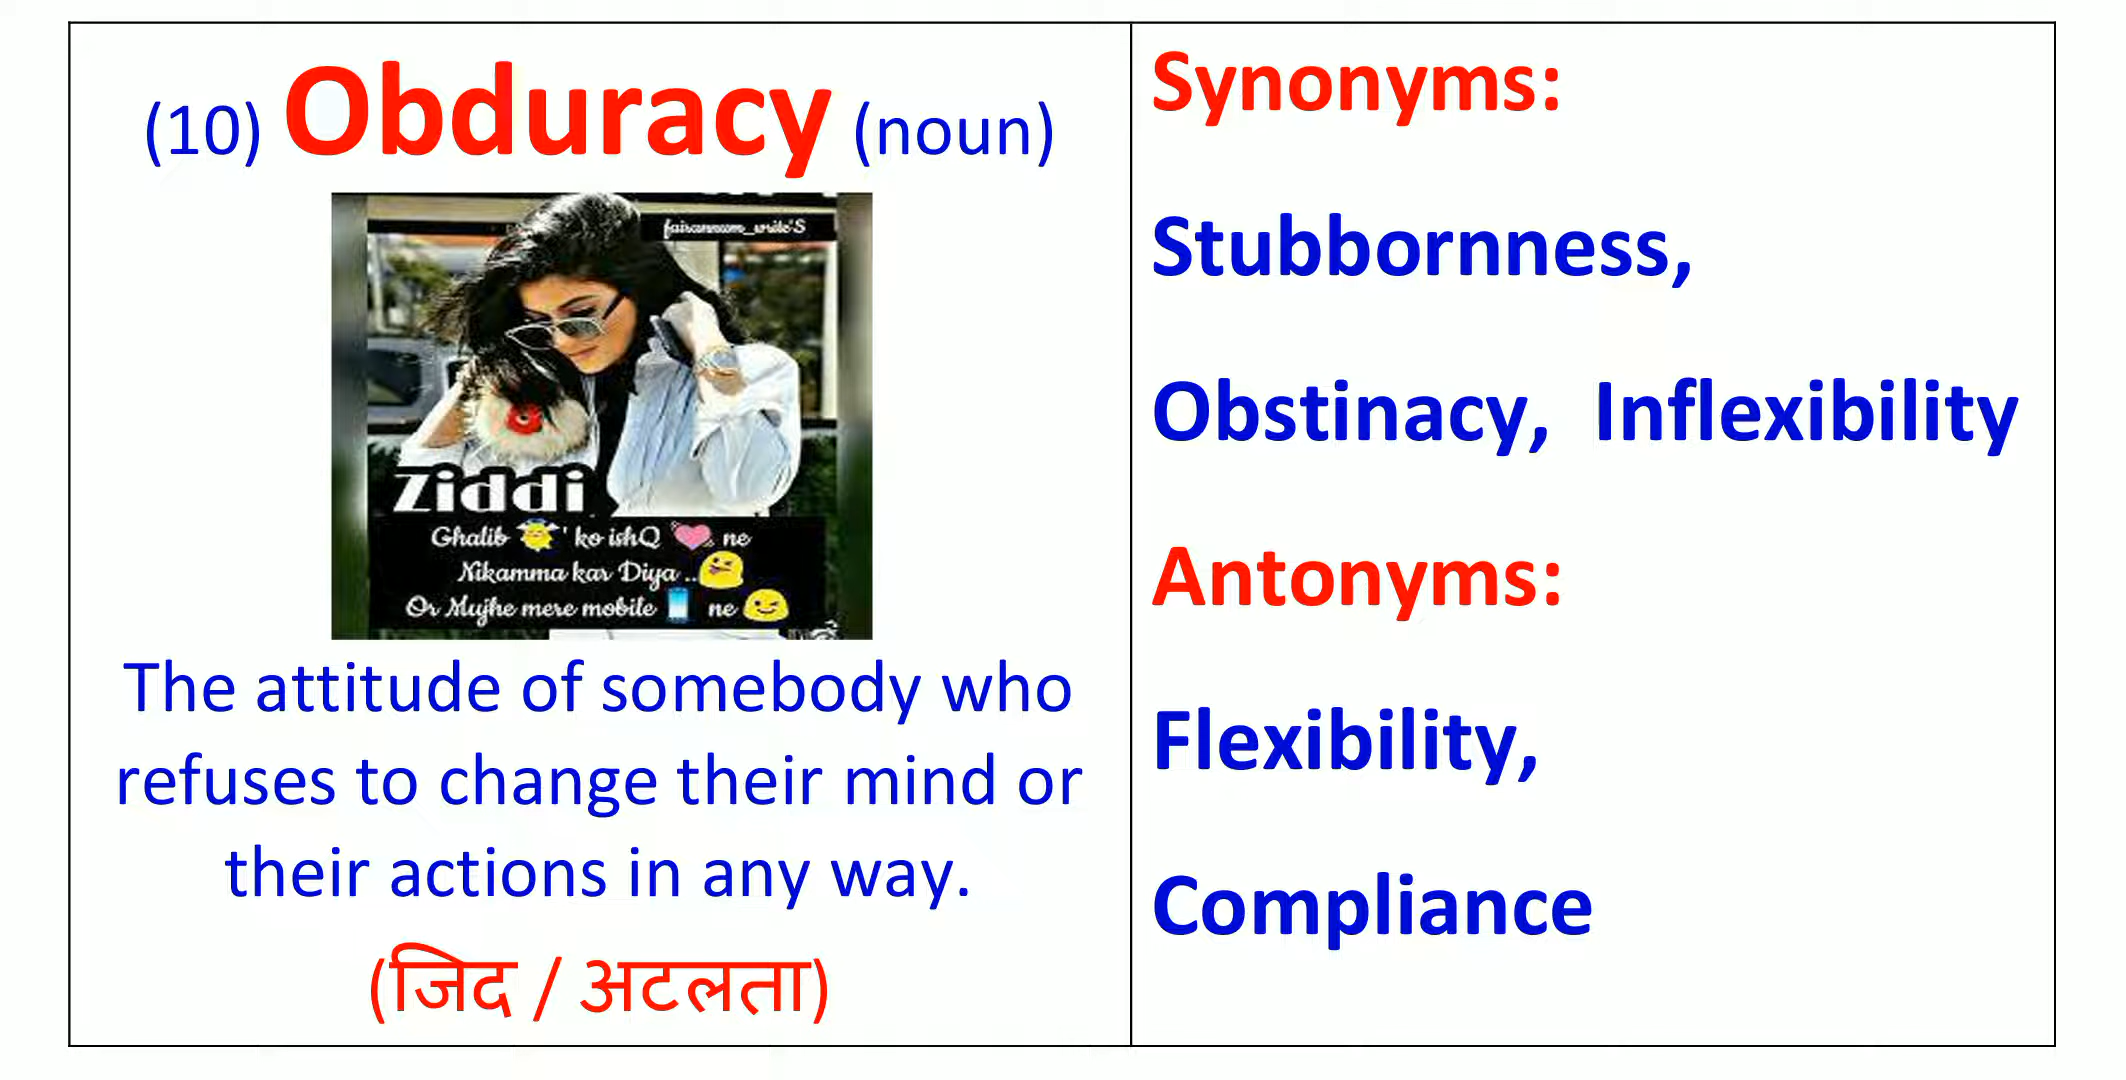 (10) Obduracy (noun)
fairannum_write'S
Ziddi
Ghalib ' ko ishQ ne
Nikamma kar Diya ..
Or Mujhe mere mobile ne
The attitude of somebody who
refuses to change their mind or
their actions in any way.
(जिद / अटलता)
Synonyms:
Stubbornness,
Obstinacy, Inflexibility
Antonyms:
Flexibility,
Compliance